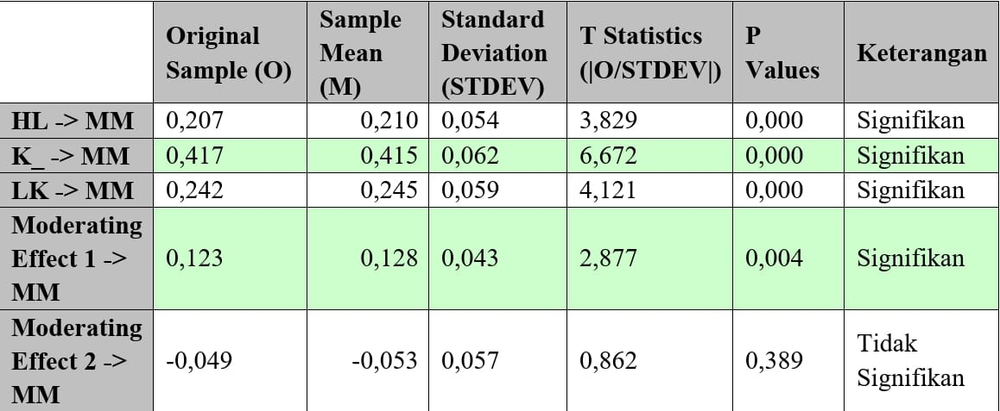 Original Sample (O) Sample Mean (M) Standard Deviation (STDEV) T Statistics (|O/STDEV|) P Values Keterangan
HL -> MM 0,207 0,210 0,054 3,829 0,000 Signifikan
K_ -> MM 0,417 0,415 0,062 6,672 0,000 Signifikan
LK -> MM 0,242 0,245 0,059 4,121 0,000 Signifikan
Moderating Effect 1 -> MM 0,123 0,128 0,043 2,877 0,004 Signifikan
Moderating Effect 2 -> MM -0,049 -0,053 0,057 0,862 0,389 Tidak Signifikan